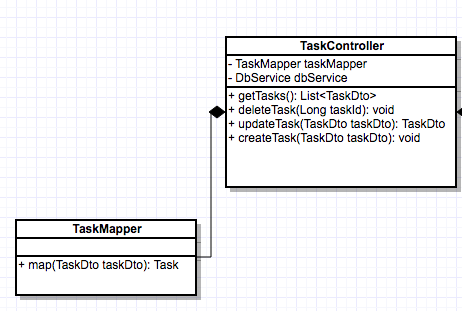 TaskController
- TaskMapper taskMapper
- DbService dbService
+ getTasks(): List<TaskDto>
+ deleteTask(Long taskId): void
+ updateTask(TaskDto taskDto): TaskDto
+ createTask(TaskDto taskDto): void
TaskMapper
+ map(TaskDto taskDto): Task